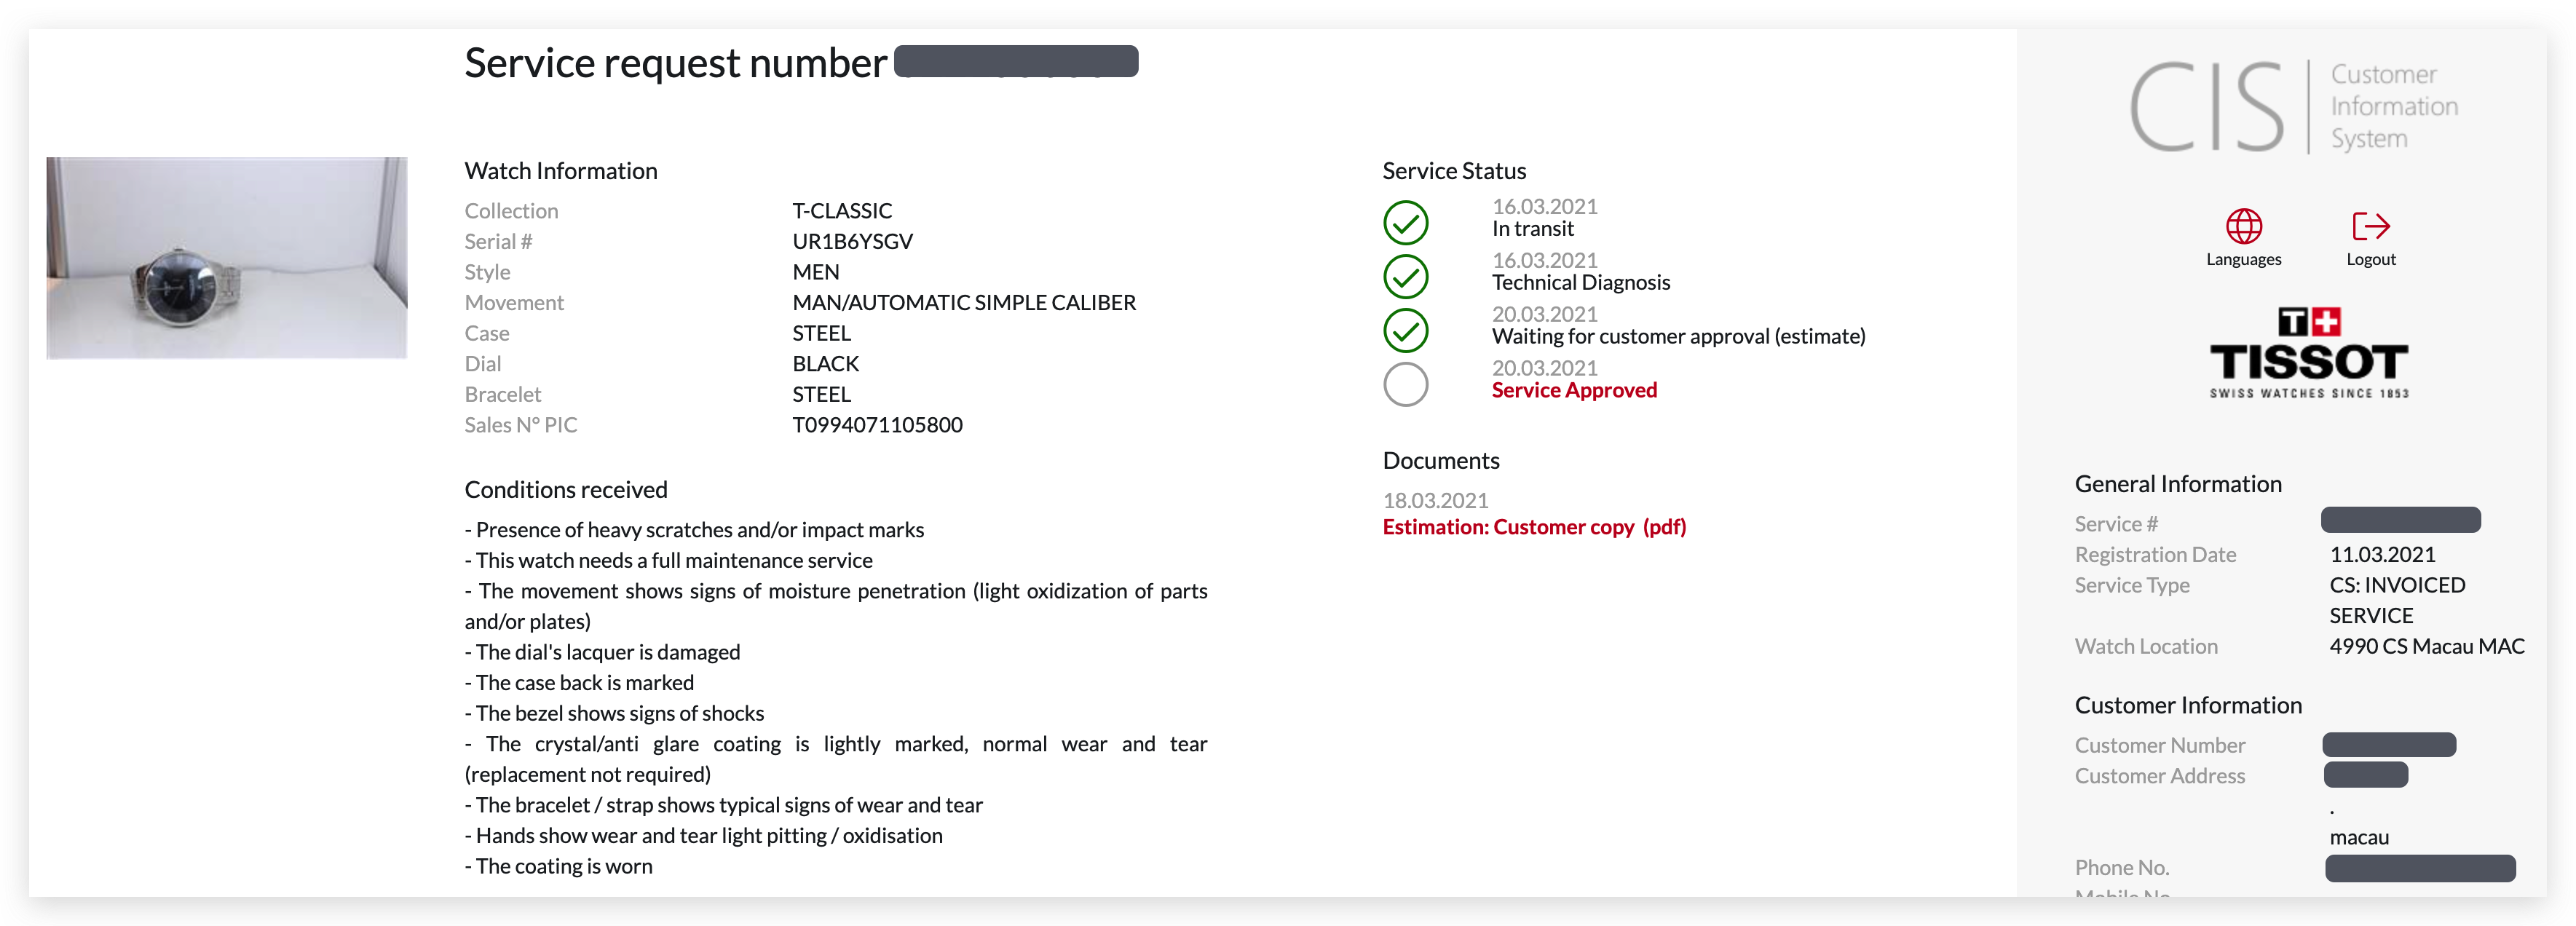 Service request number
Watch Information
Collection T-CLASSIC
Serial # UR1B6YSGV
Style MEN
Movement MAN/AUTOMATIC SIMPLE CALIBER
Case STEEL
Dial BLACK
Bracelet STEEL
Sales N° PIC T0994071105800
Conditions received
- Presence of heavy scratches and/or impact marks
- This watch needs a full maintenance service
- The movement shows signs of moisture penetration (light oxidization of parts
and/or plates)
- The dial's lacquer is damaged
- The case back is marked
- The bezel shows signs of shocks
- The crystal/anti glare coating is lightly marked, normal wear and tear
(replacement not required)
- The bracelet / strap shows typical signs of wear and tear
- Hands show wear and tear light pitting / oxidisation
- The coating is worn
Service Status
16.03.2021
In transit
16.03.2021
Technical Diagnosis
20.03.2021
Waiting for customer approval (estimate)
20.03.2021
Service Approved
Documents
18.03.2021
Estimation: Customer copy (pdf)
CIS
Customer
Information
System
Languages Logout
T+
TISSOT
SWISS WATCHES SINCE 1853
General Information
Service #
Registration Date 11.03.2021
Service Type CS: INVOICED
SERVICE
Watch Location 4990 CS Macau MAC
Customer Information
Customer Number
Customer Address
.
macau
Phone No.
Mobile No.